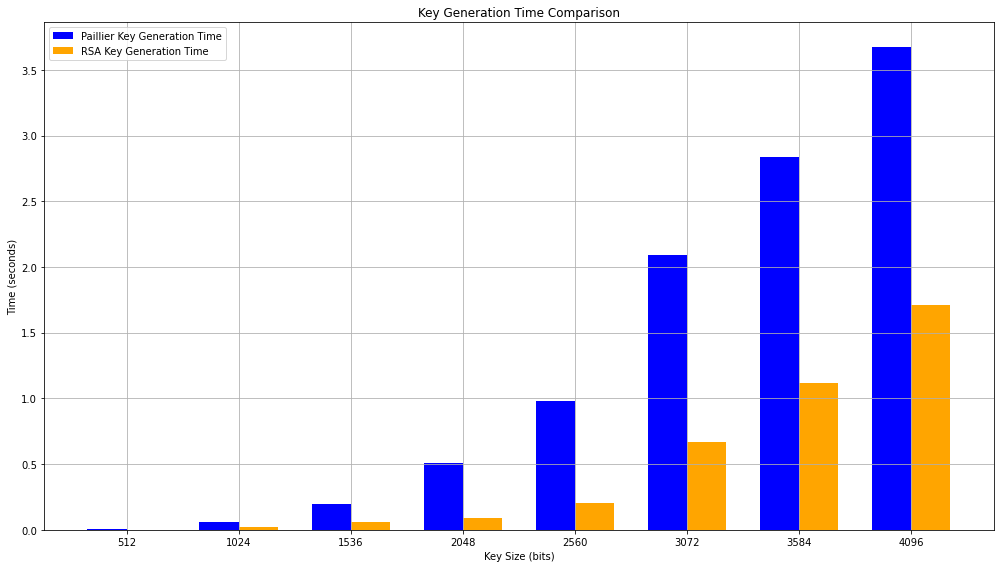 Key Generation Time Comparison
Paillier Key Generation Time
RSA Key Generation Time
Time (seconds)
3.5
3.0
2.5
2.0
1.5
1.0
0.5
0.0
512 1024 1536 2048 2560 3072 3584 4096
Key Size (bits)